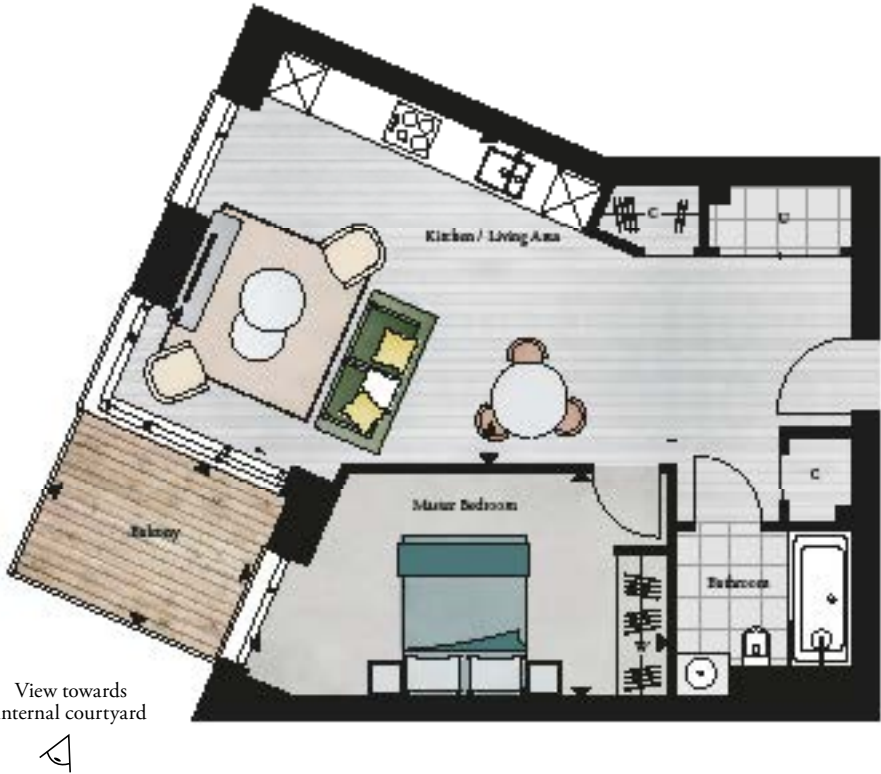 C
U
Kitchen / Living Area
Master Bedroom
C
Balcony
Bathroom
W
View towards
nternal courtyard